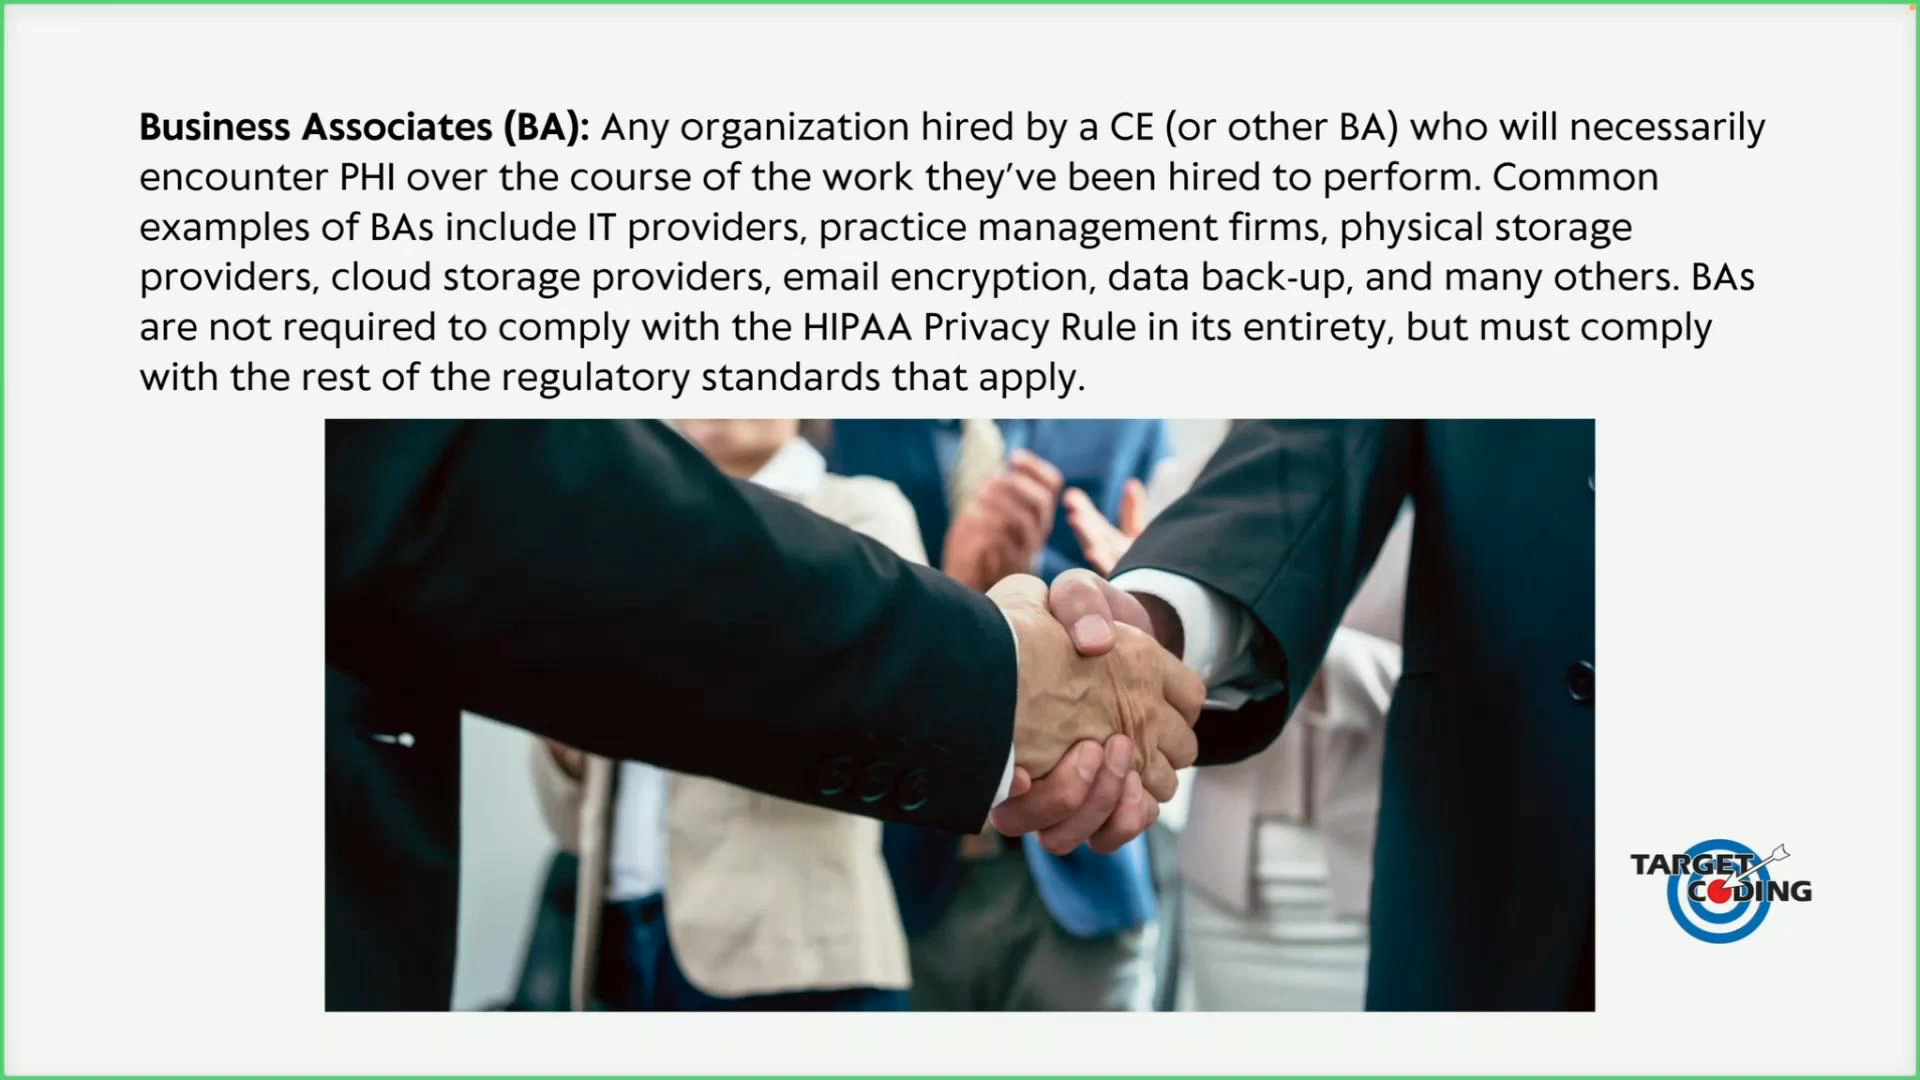 Business Associates (BA): Any organization hired by a CE (or other BA) who will necessarily
encounter PHI over the course of the work they’ve been hired to perform. Common
examples of BAs include IT providers, practice management firms, physical storage
providers, cloud storage providers, email encryption, data back-up, and many others. BAs
are not required to comply with the HIPAA Privacy Rule in its entirety, but must comply
with the rest of the regulatory standards that apply.
TARGET
CODING